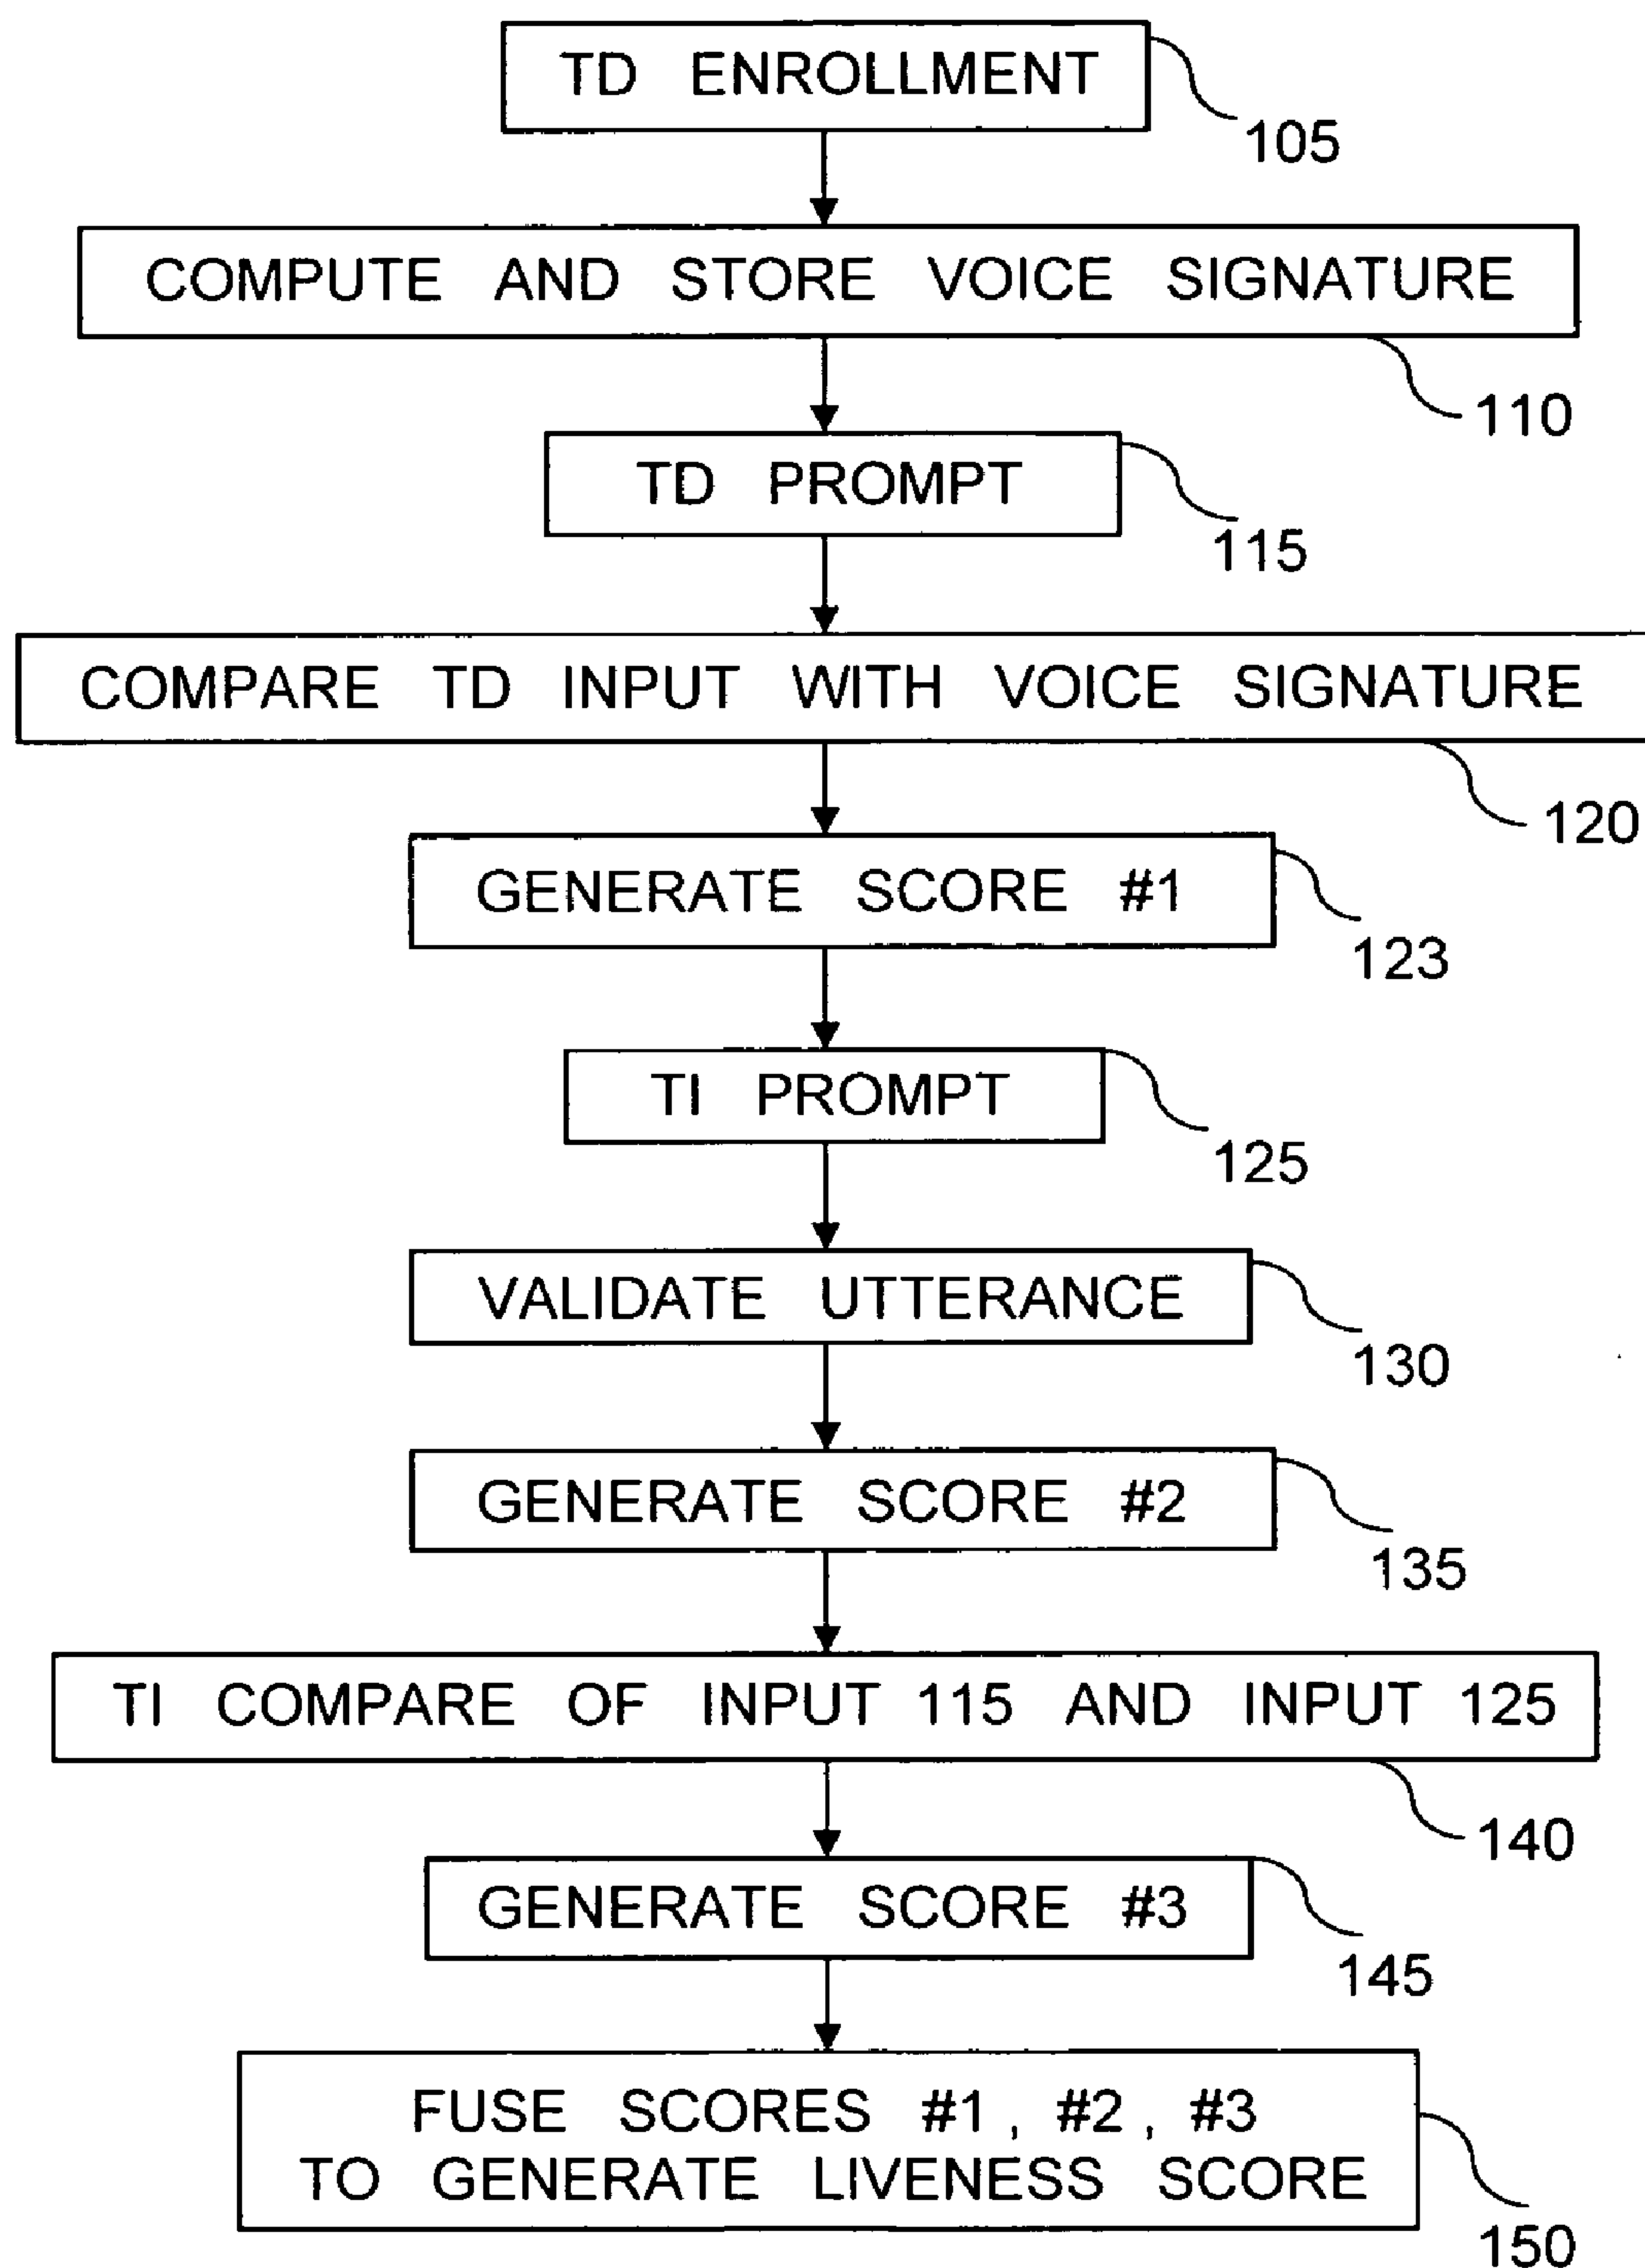 TD ENROLLMENT
105
COMPUTE AND STORE VOICE SIGNATURE
110
TD PROMPT
115
COMPARE TD INPUT WITH VOICE SIGNATURE
120
GENERATE SCORE #1
123
TI PROMPT
125
VALIDATE UTTERANCE
130
GENERATE SCORE #2
135
TI COMPARE OF INPUT 115 AND INPUT 125
140
GENERATE SCORE #3
145
FUSE SCORES #1 , #2 , #3
TO GENERATE LIVENESS SCORE
150